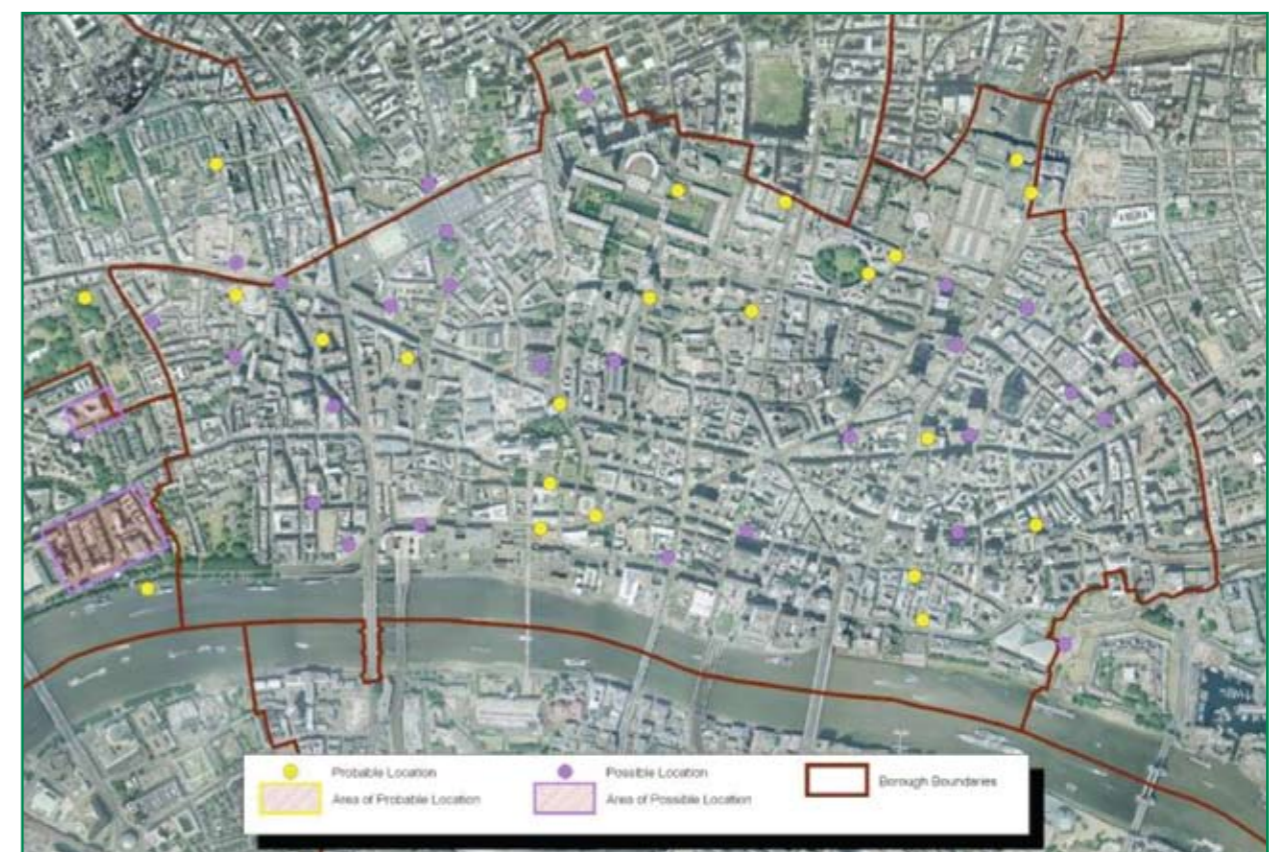 Probable Location
Area of Probable Location
Possible Location
Area of Possible Location
Borough Boundaries